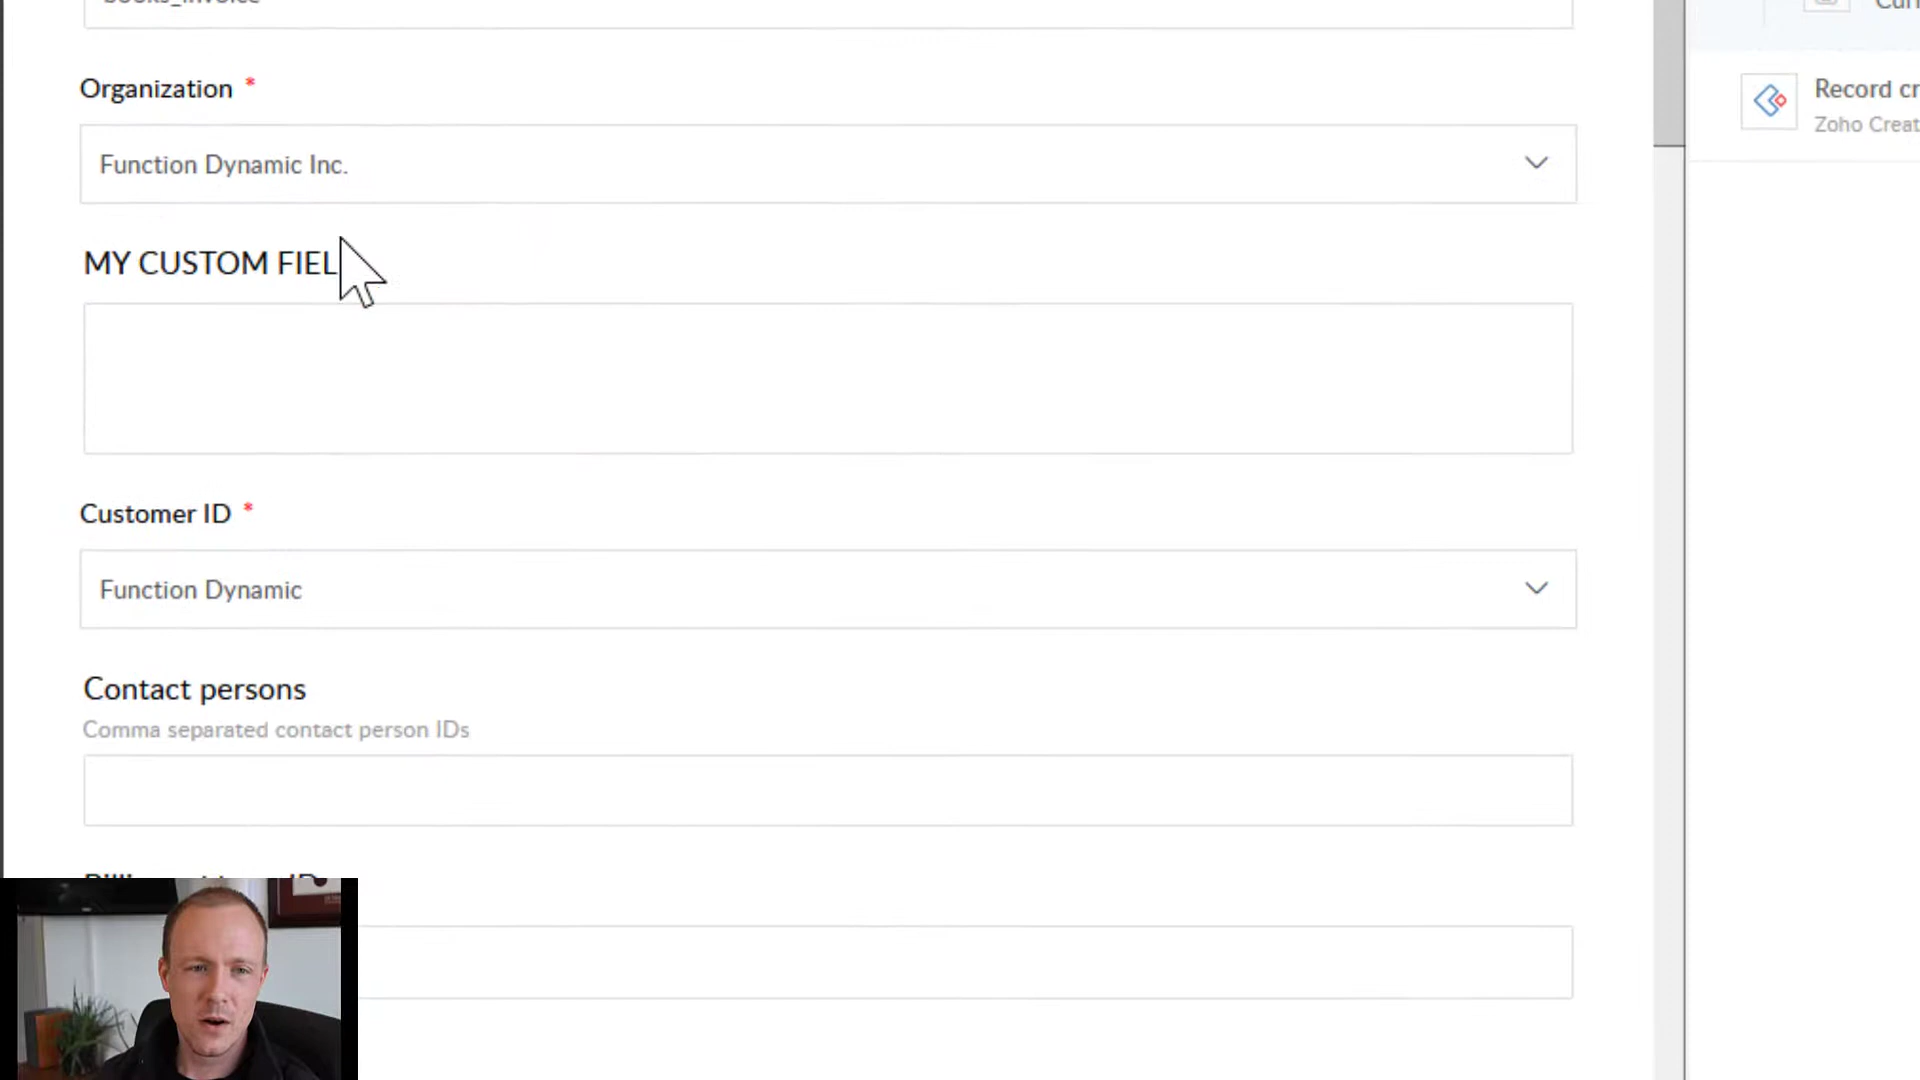 books_invoice
Organization *
Function Dynamic Inc.
MY CUSTOM FIEL
Customer ID *
Function Dynamic
Contact persons
Comma separated contact person IDs
Record cr
Zoho Creat